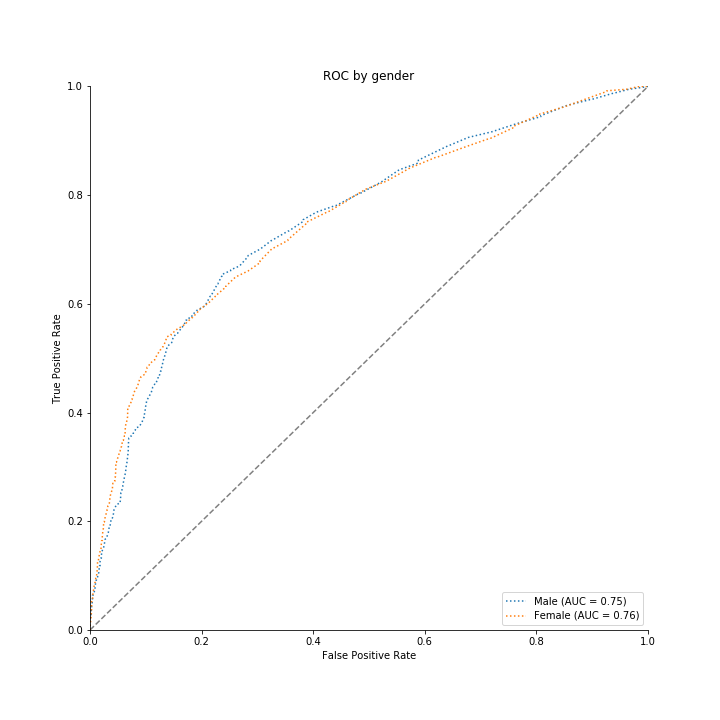 ROC by gender
1.0
0.8
0.6
0.4
0.2
0.0
True Positive Rate
0.0 0.2 0.4 0.6 0.8 1.0
False Positive Rate
Male (AUC = 0.75)
Female (AUC = 0.76)